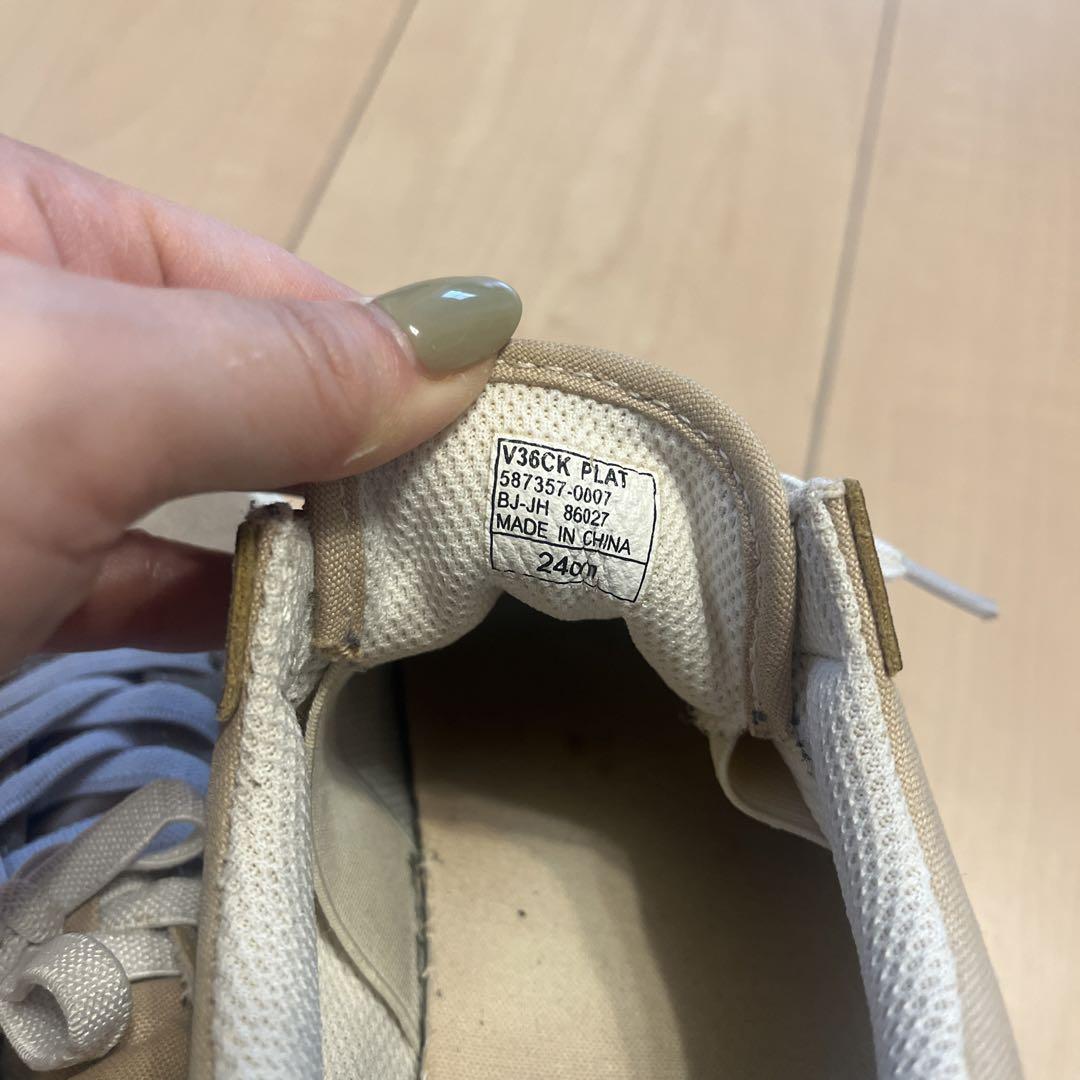 V36CK PLAT
587357-0007
BJ-JH 86027
MADE IN CHINA
24cm